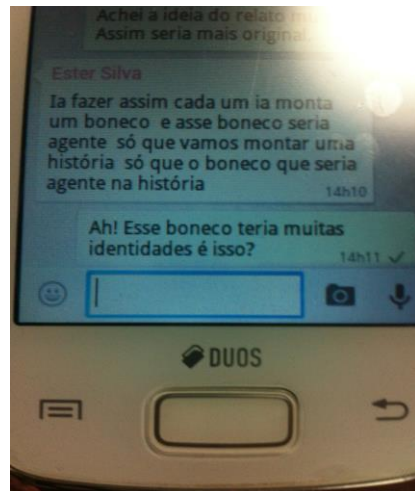 Achei a ideia do relato
Assim seria mais original
Ester Silva
Ia fazer assim cada um ia monta
um boneco e asse boneco seria
agente só que vamos montar uma
história só que o boneco que seria
agente na história
14h10
Ah! Esse boneco teria muitas
identidades é isso?
14h11
DUOS